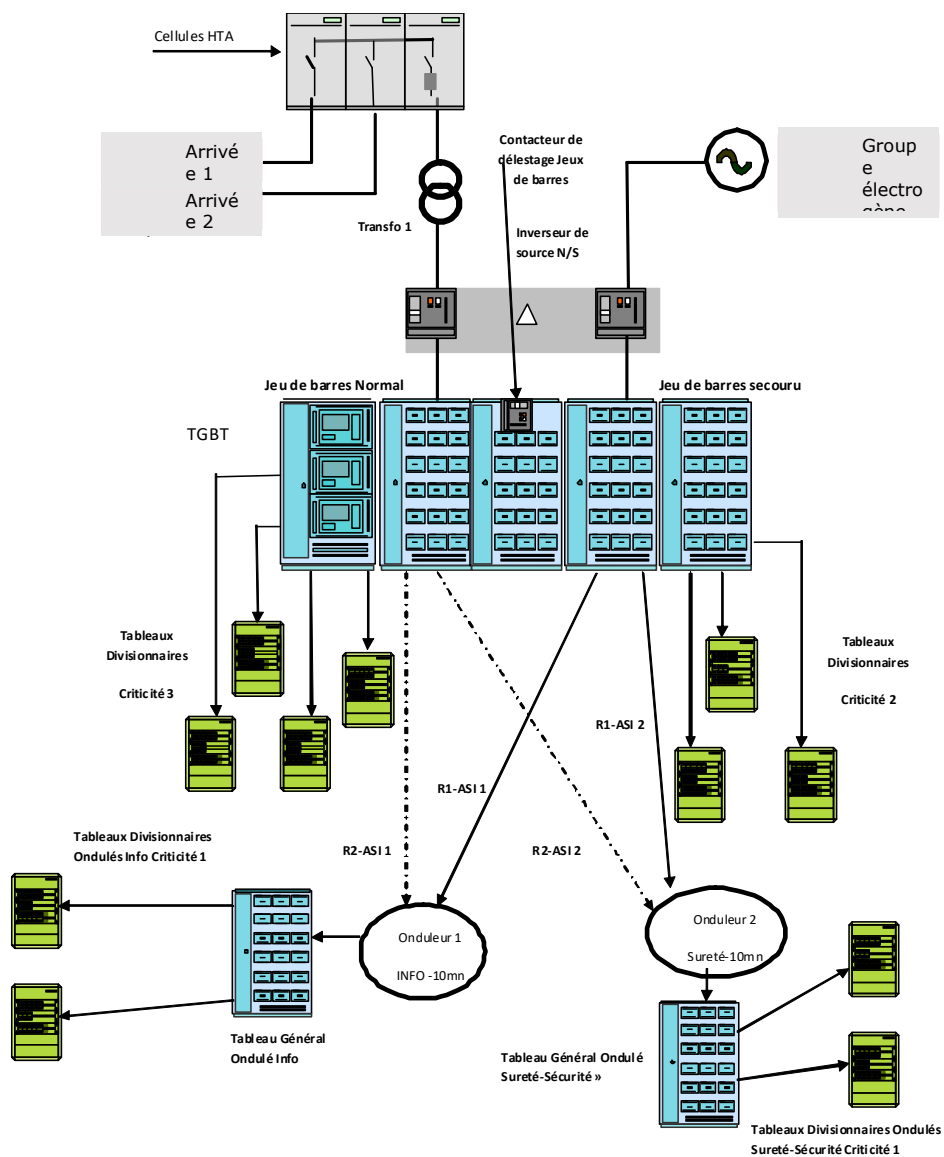 Cellules HTA
Arrivé
e 1
Arrivé
e 2
Contacteur de
délestage Jeux
de barres
Group
e
électro
gène
Transfo 1
Inverseur de
source N/S
Jeu de barres Normal
Jeu de barres secouru
TGBT
Tableaux
Divisionnaires
Criticité 3
Tableaux
Divisionnaires
Criticité 2
R1-ASI 2
R1-ASI 1
Tableaux Divisionnaires
Ondulés Info Criticité 1
R2-ASI 1
R2-ASI 2
Onduleur 1
INFO -10mn
Onduleur 2
Sureté-10mn
Tableau Général
Ondulé Info
Tableau Général Ondulé
Sureté-Sécurité »
Tableaux Divisionnaires Ondulés
Sureté-Sécurité Criticité 1